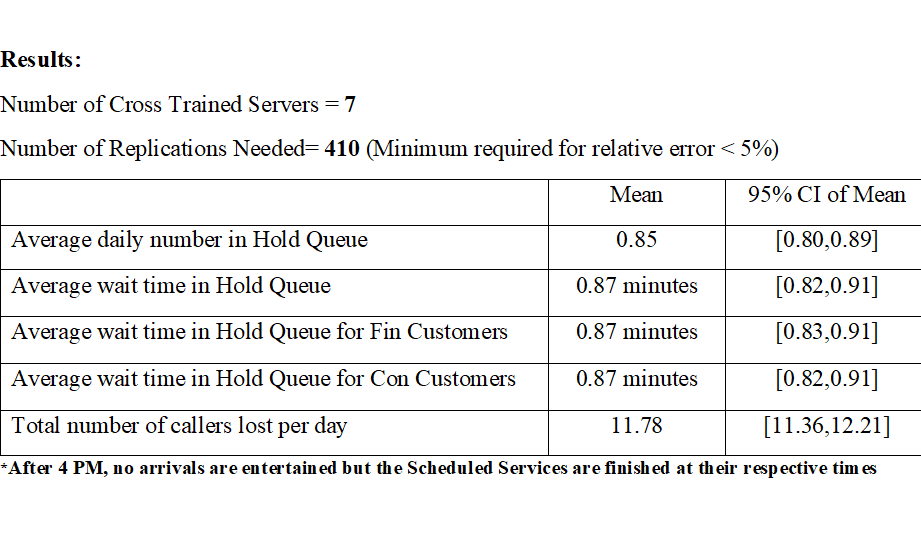 Results:
Number of Cross Trained Servers = 7
Number of Replications Needed= 410 (Minimum required for relative error < 5%)
Mean 95% CI of Mean
Average daily number in Hold Queue 0.85 [0.80,0.89]
Average wait time in Hold Queue 0.87 minutes [0.82,0.91]
Average wait time in Hold Queue for Fin Customers 0.87 minutes [0.83,0.91]
Average wait time in Hold Queue for Con Customers 0.87 minutes [0.82,0.91]
Total number of callers lost per day 11.78 [11.36,12.21]
*After 4 PM, no arrivals are entertained but the Scheduled Services are finished at their respective times